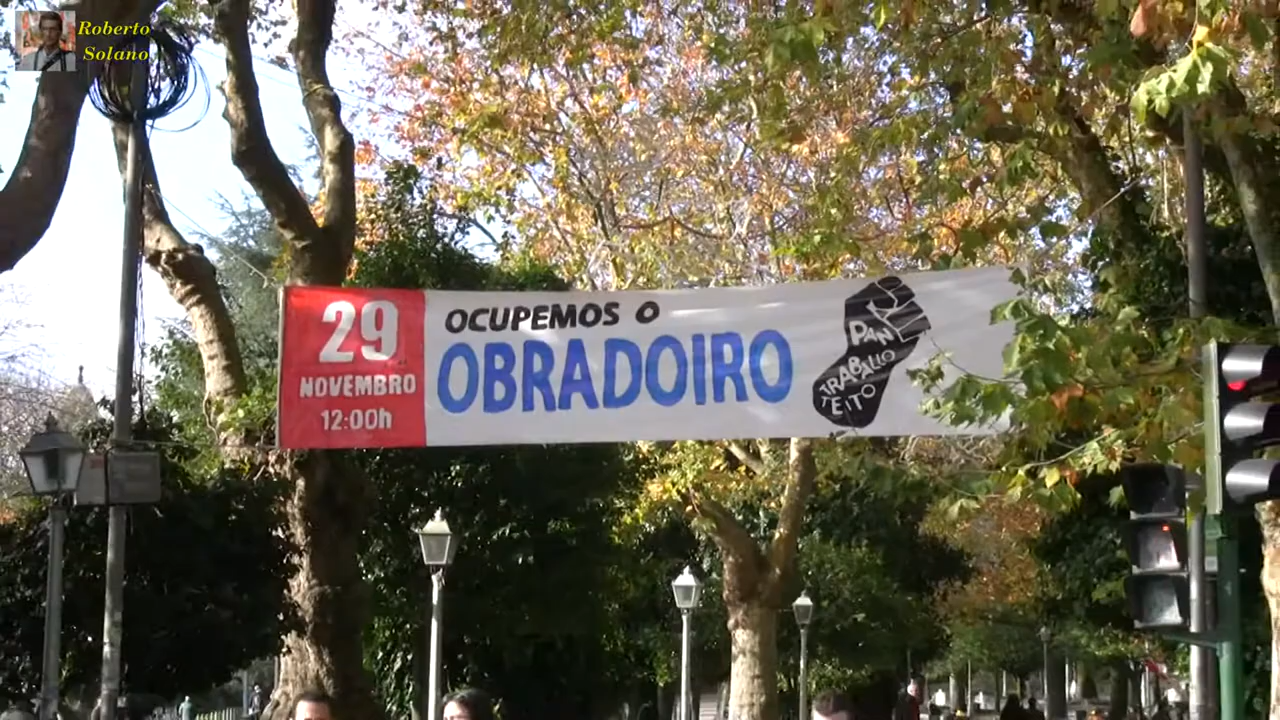 Roberto
Solano
29
NOVEMBRO
12:00h
OCUPEMOS O
OBRADOIRO
PAN
TRABALLO
TEITO